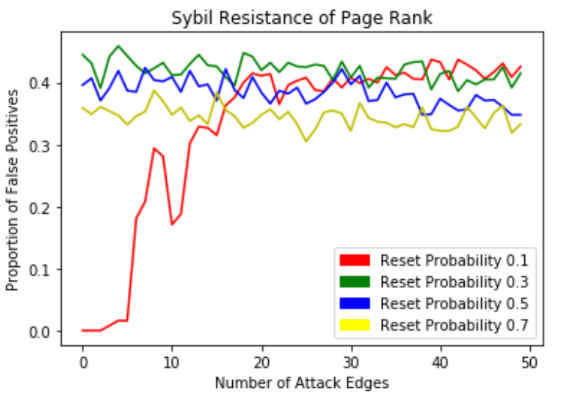 Sybil Resistance of Page Rank
Proportion of False Positives
0.4
0.3
0.2
0.1
0.0
Reset Probability 0.1
Reset Probability 0.3
Reset Probability 0.5
Reset Probability 0.7
0 10 20 30 40 50
Number of Attack Edges